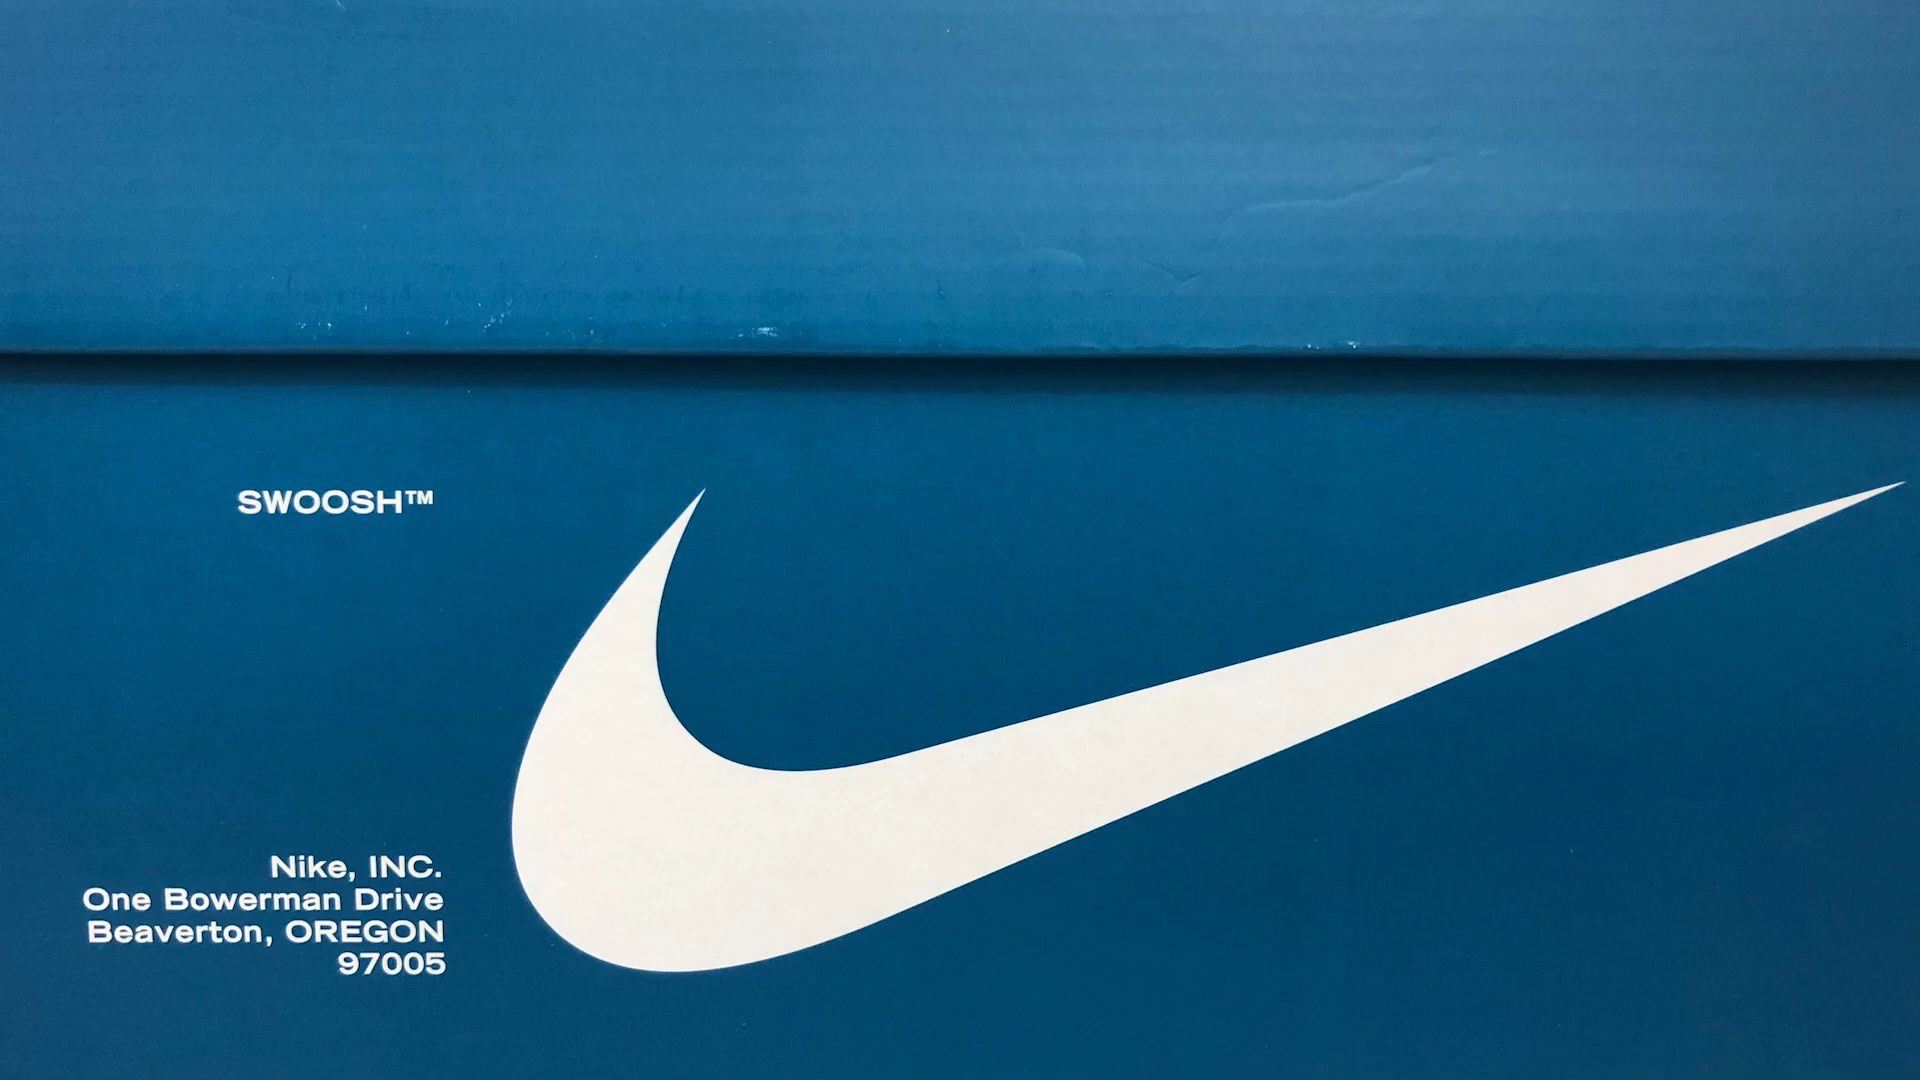 SWOOSH™
Nike, INC.
One Bowerman Drive
Beaverton, OREGON
97005